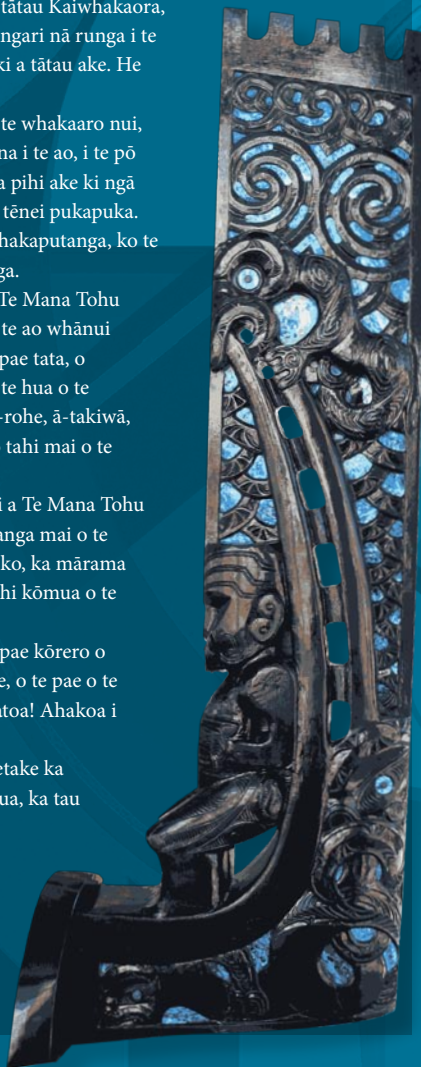 tātau Kaiwhakaora,
ngari nā runga i te
ki a tātau ake. He
te whakaaro nui,
na i te ao, i te pō
a pihi ake ki ngā
tēnei pukapuka.
hakaputanga, ko te
ga.
Te Mana Tohu
te ao whānui
pae tata, o
te hua o te
-rohe, ā-takiwā,
tahi mai o te
i a Te Mana Tohu
anga mai o te
ko, ka mārama
hi kōmua o te
pae kōrero o
e, o te pae o te
atoa! Ahakoa i
etake ka
ua, ka tau